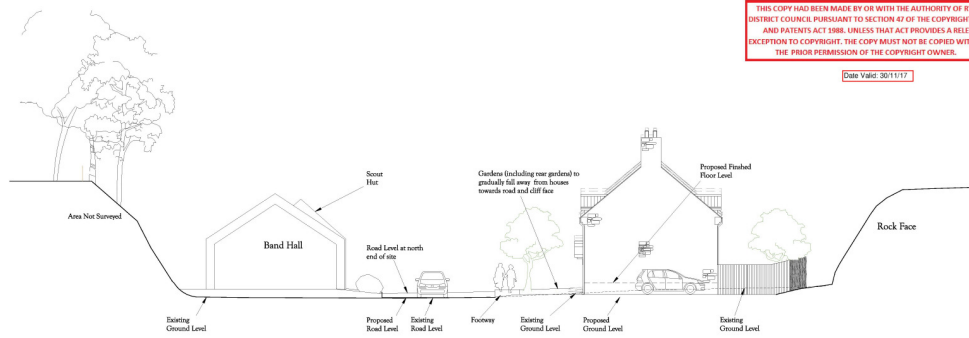 THIS COPY HAD BEEN MADE BY OR WITH THE AUTHORITY OF
DISTRICT COUNCIL PURSUANT TO SECTION 47 OF THE COPYRIGHT
AND PATENTS ACT 1988. UNLESS THAT ACT PROVIDES A
EXCEPTION TO COPYRIGHT. THE COPY MUST NOT BE COPIED
THE PRIOR PERMISSION OF THE COPYRIGHT OWNER.
Date Valid: 30/11/17
Area Not Surveyed
Scout
Hut
Band Hall
Road Level at north
end of site
Gardens (including rear gardens) to
gradually fall away from houses
towards road and cliff face
Proposed Finshed
Floor Level
Rock Face
Existing
Ground Level
Proposed
Road Level
Existing
Road Level
Footway
Existing
Ground Level
Proposed
Ground Level
Existing
Ground Level